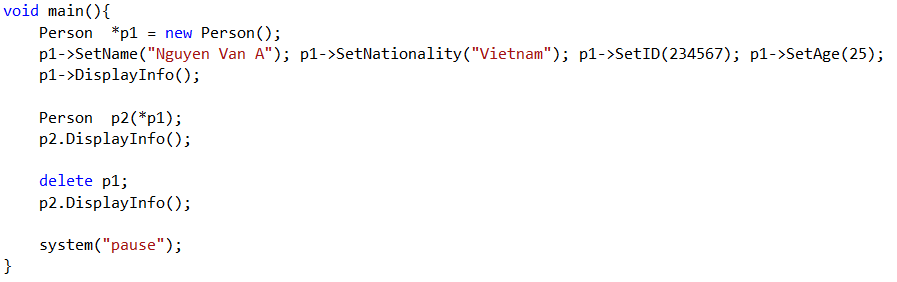 void main(){
    Person  *p1 = new Person();
    p1->SetName("Nguyen Van A"); p1->SetNationality("Vietnam"); p1->SetID(234567); p1->SetAge(25);
    p1->DisplayInfo();

    Person  p2(*p1);
    p2.DisplayInfo();

    delete p1;
    p2.DisplayInfo();

    system("pause");
}